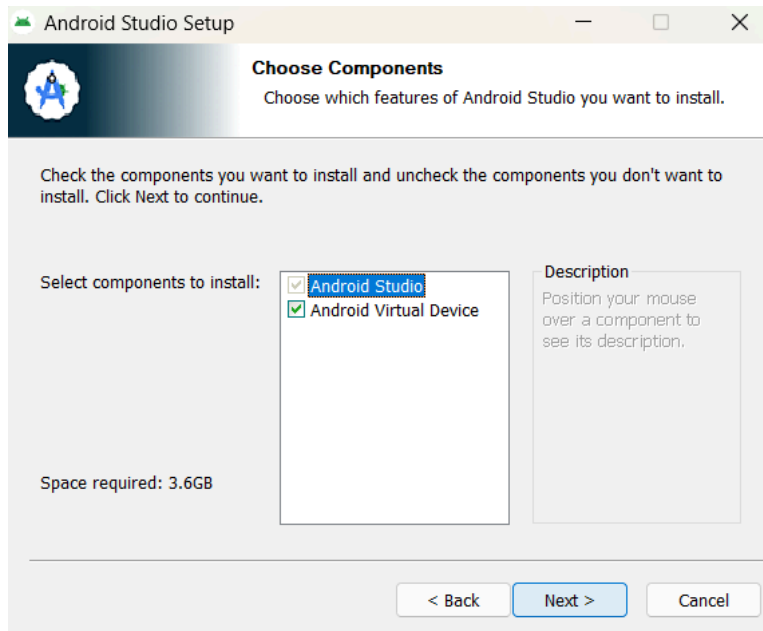 Android Studio Setup
Choose Components
Choose which features of Android Studio you want to install.
Check the components you want to install and uncheck the components you don't want to
install. Click Next to continue.
Select components to install:
Android Studio
Android Virtual Device
Description
Position your mouse
over a component to
see its description.
Space required: 3.6GB
< Back
Next >
Cancel